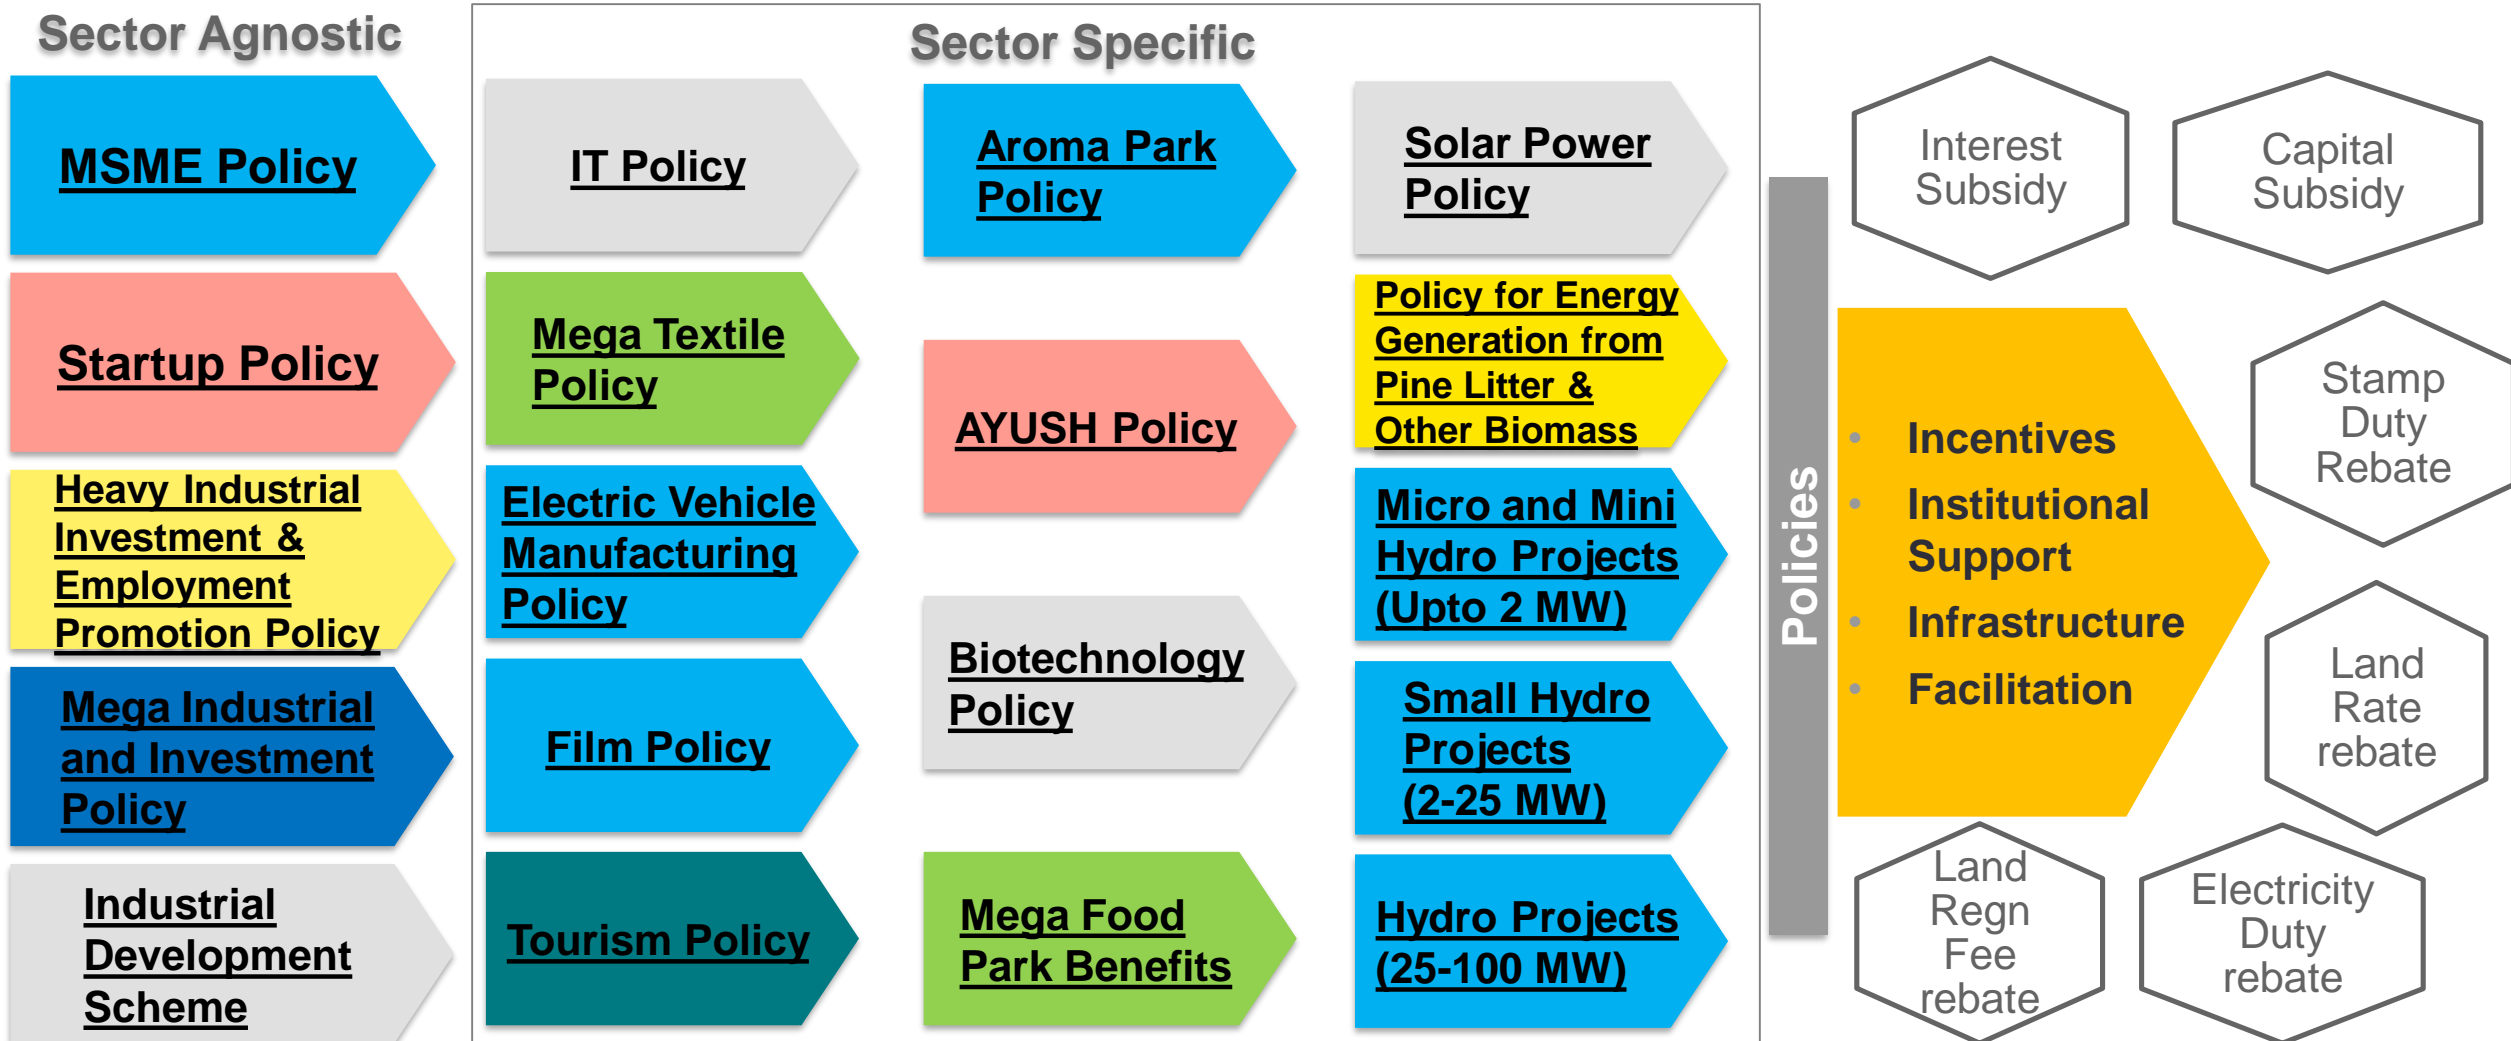 Sector Agnostic
MSME Policy
Startup Policy
Heavy Industrial
Investment &
Employment
Promotion Policy
Mega Industrial
and Investment
Policy
Industrial
Development
Scheme
Sector Specific
IT Policy
Mega Textile
Policy
Electric Vehicle
Manufacturing
Policy
Film Policy
Tourism Policy
Aroma Park
Policy
AYUSH Policy
Biotechnology
Policy
Mega Food
Park Benefits
Solar Power
Policy
Policy for Energy
Generation from
Pine Litter &
Other Biomass
Micro and Mini
Hydro Projects
(Upto 2 MW)
Small Hydro
Projects
(2-25 MW)
Hydro Projects
(25-100 MW)
Policies
• Incentives
• Institutional
Support
• Infrastructure
• Facilitation
Interest
Subsidy
Capital
Subsidy
Stamp
Duty
Rebate
Land
Rate
rebate
Land
Regn
Fee
rebate
Electricity
Duty
rebate